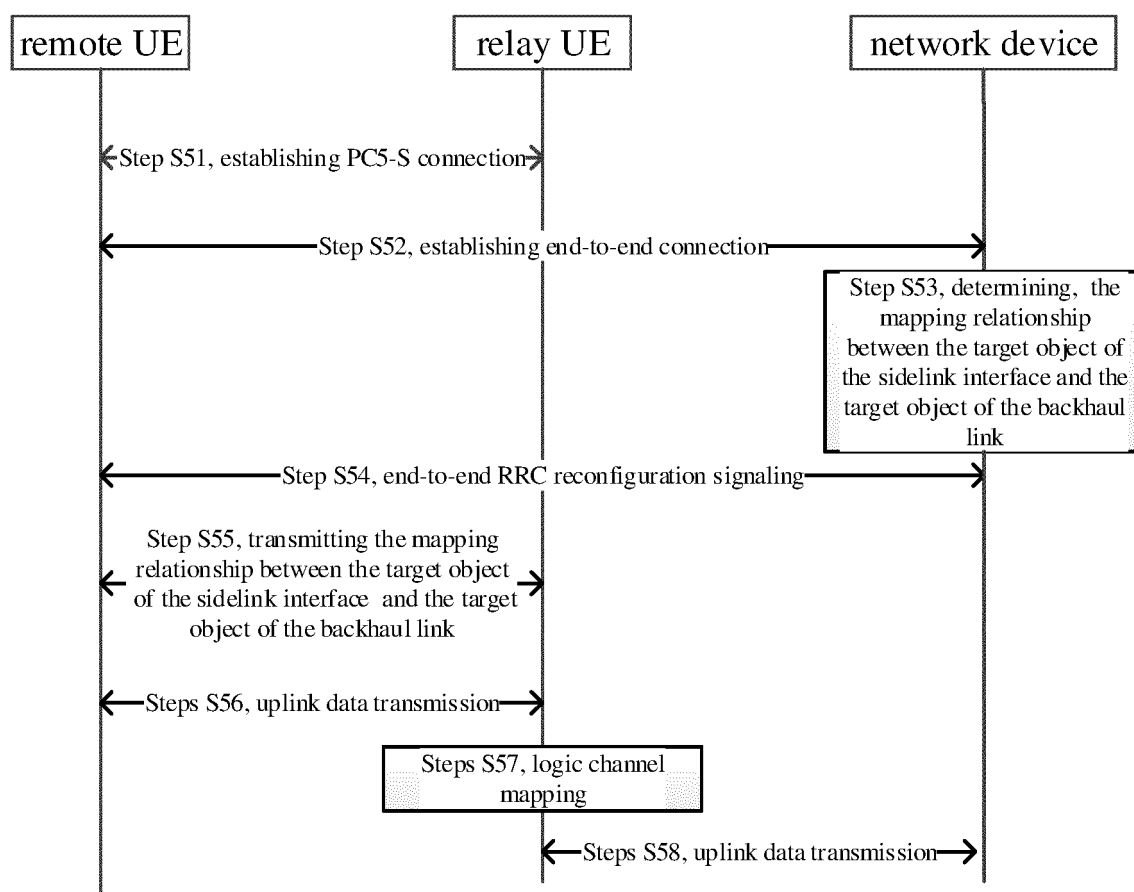 remote UE
relay UE
network device
Step S51, establishing PC5-S connection
Step S52, establishing end-to-end connection
Step S53, determining, the
mapping relationship
between the target object of
the sidelink interface and the
target object of the backhaul
link
Step S54, end-to-end RRC reconfiguration signaling
Step S55, transmitting the mapping
relationship between the target object
of the sidelink interface and the target
object of the backhaul link
Steps S56, uplink data transmission
Steps S57, logic channel
mapping
Steps S58, uplink data transmission